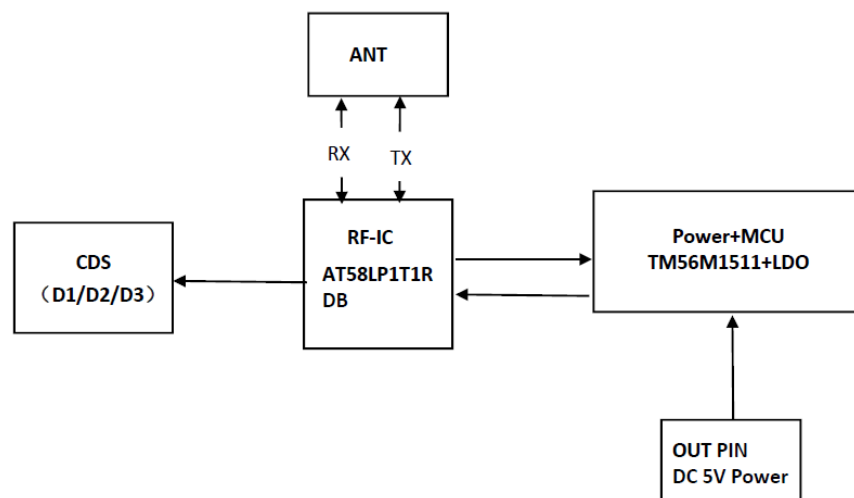 ANT
RX
TX
RF-IC
AT58LP1T1R
DB
CDS
（D1/D2/D3）
Power+MCU
TM56M1511+LDO
OUT PIN
DC 5V Power